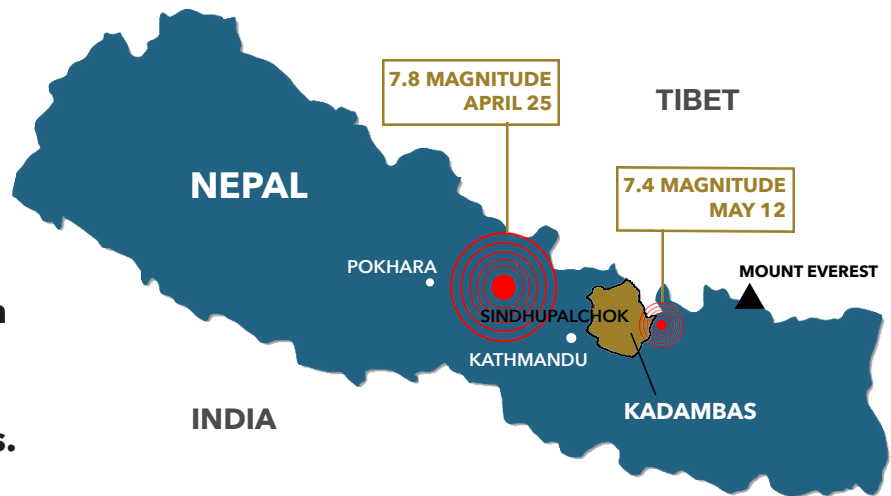 7.8 MAGNITUDE
APRIL 25
TIBET
NEPAL
7.4 MAGNITUDE
MAY 12
POKHARA
MOUNT EVEREST
SINDHUPALCHOK
KATHMANDU
KADAMBAS
INDIA
s.